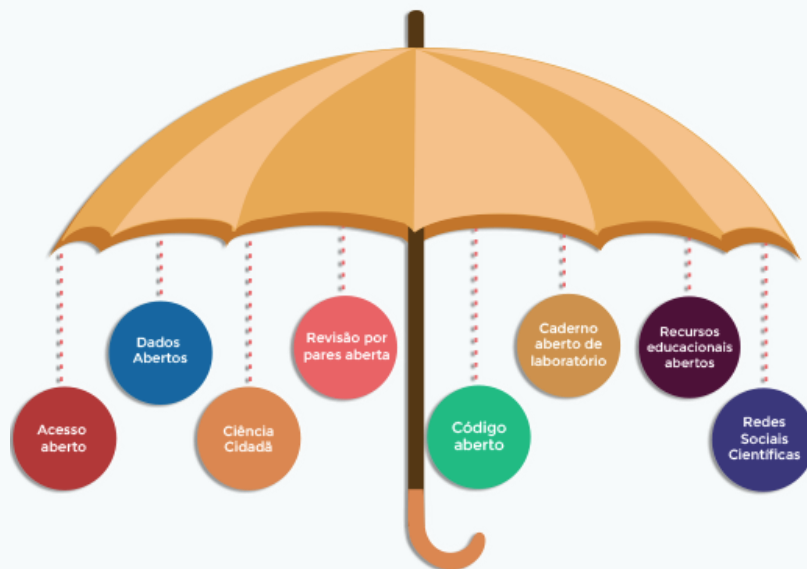 Acesso
aberto
Dados
Abertos
Ciência
Cidadã
Revisão por
pares aberta
Código
aberto
Caderno
aberto de
laboratório
Recursos
educacionais
abertos
Redes
Sociais
Científicas